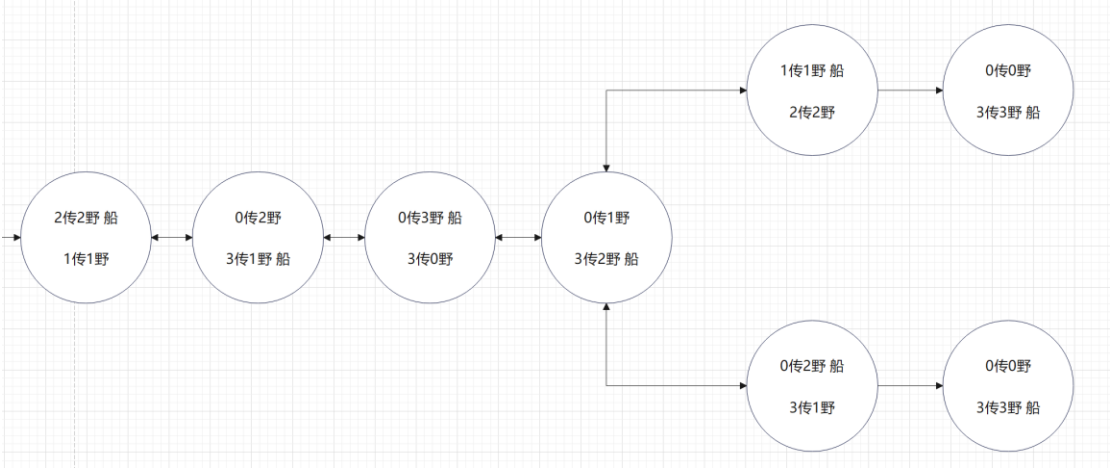 1传1野 船
2传2野
0传0野
3传3野 船
2传2野 船
1传1野
0传2野
3传1野 船
0传3野 船
3传0野
0传1野
3传2野 船
0传2野 船
3传1野
0传0野
3传3野 船